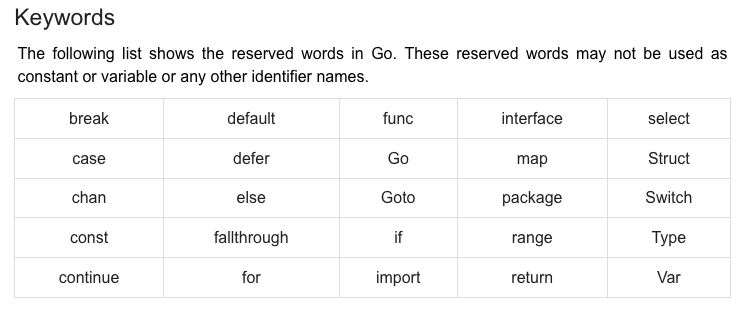 Keywords
The following list shows the reserved words in Go. These reserved words may not be used as
constant or variable or any other identifier names.
break default func interface select
case defer Go map Struct
chan else Goto package Switch
const fallthrough if range Type
continue for import return Var